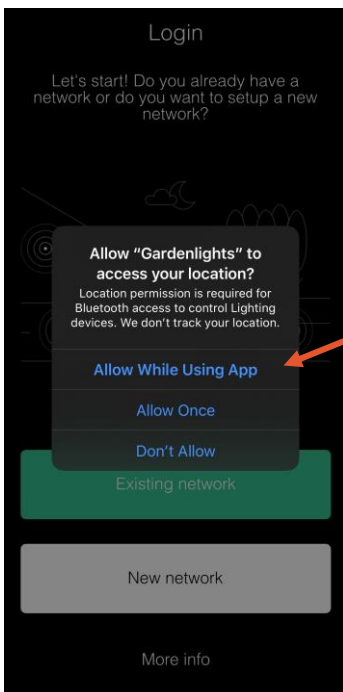 Login
Let's start! Do you already have a
network or do you want to setup a new
network?
Allow “Gardenlights” to
access your location?
Location permission is required for
Bluetooth access to control Lighting
devices. We don't track your location.
Allow While Using App
Allow Once
Don't Allow
Existing network
New network
More info